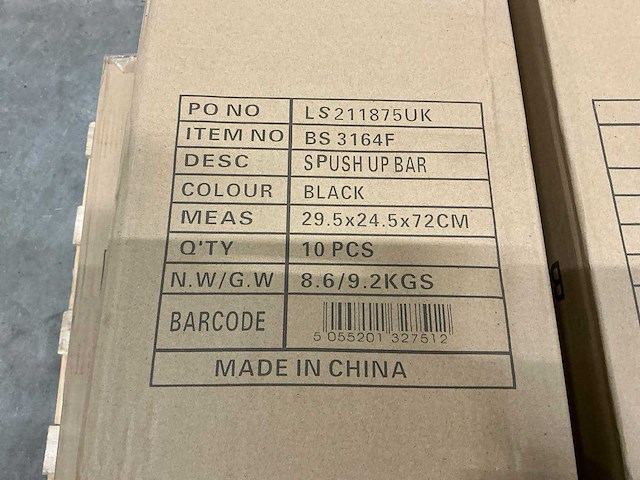 PO NO LS211875UK
ITEM NO BS 3164F
DESC SPUSH UP BAR
COLOUR BLACK
MEAS 29.5x24.5x72CM
Q'TY 10 PCS
N.W/G.W 8.6/9.2KGS
BARCODE 5 055201 327512
MADE IN CHINA